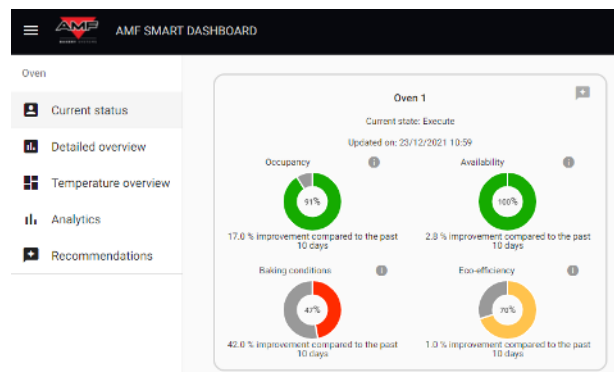 AMF
AMF SMART DASHBOARD
Oven
Current status
Detailed overview
Temperature overview
Analytics
Recommendations
Oven 1
Current state: Execute
Updated on: 23/12/2021 10:59
Occupancy
91%
17.0 % improvement compared to the past
10 days
Availability
100%
2.8 % improvement compared to the past
10 days
Baking conditions
47%
42.0 % improvement compared to the past
10 days
Eco-efficiency
70%
1.0 % improvement compared to the past
10 days